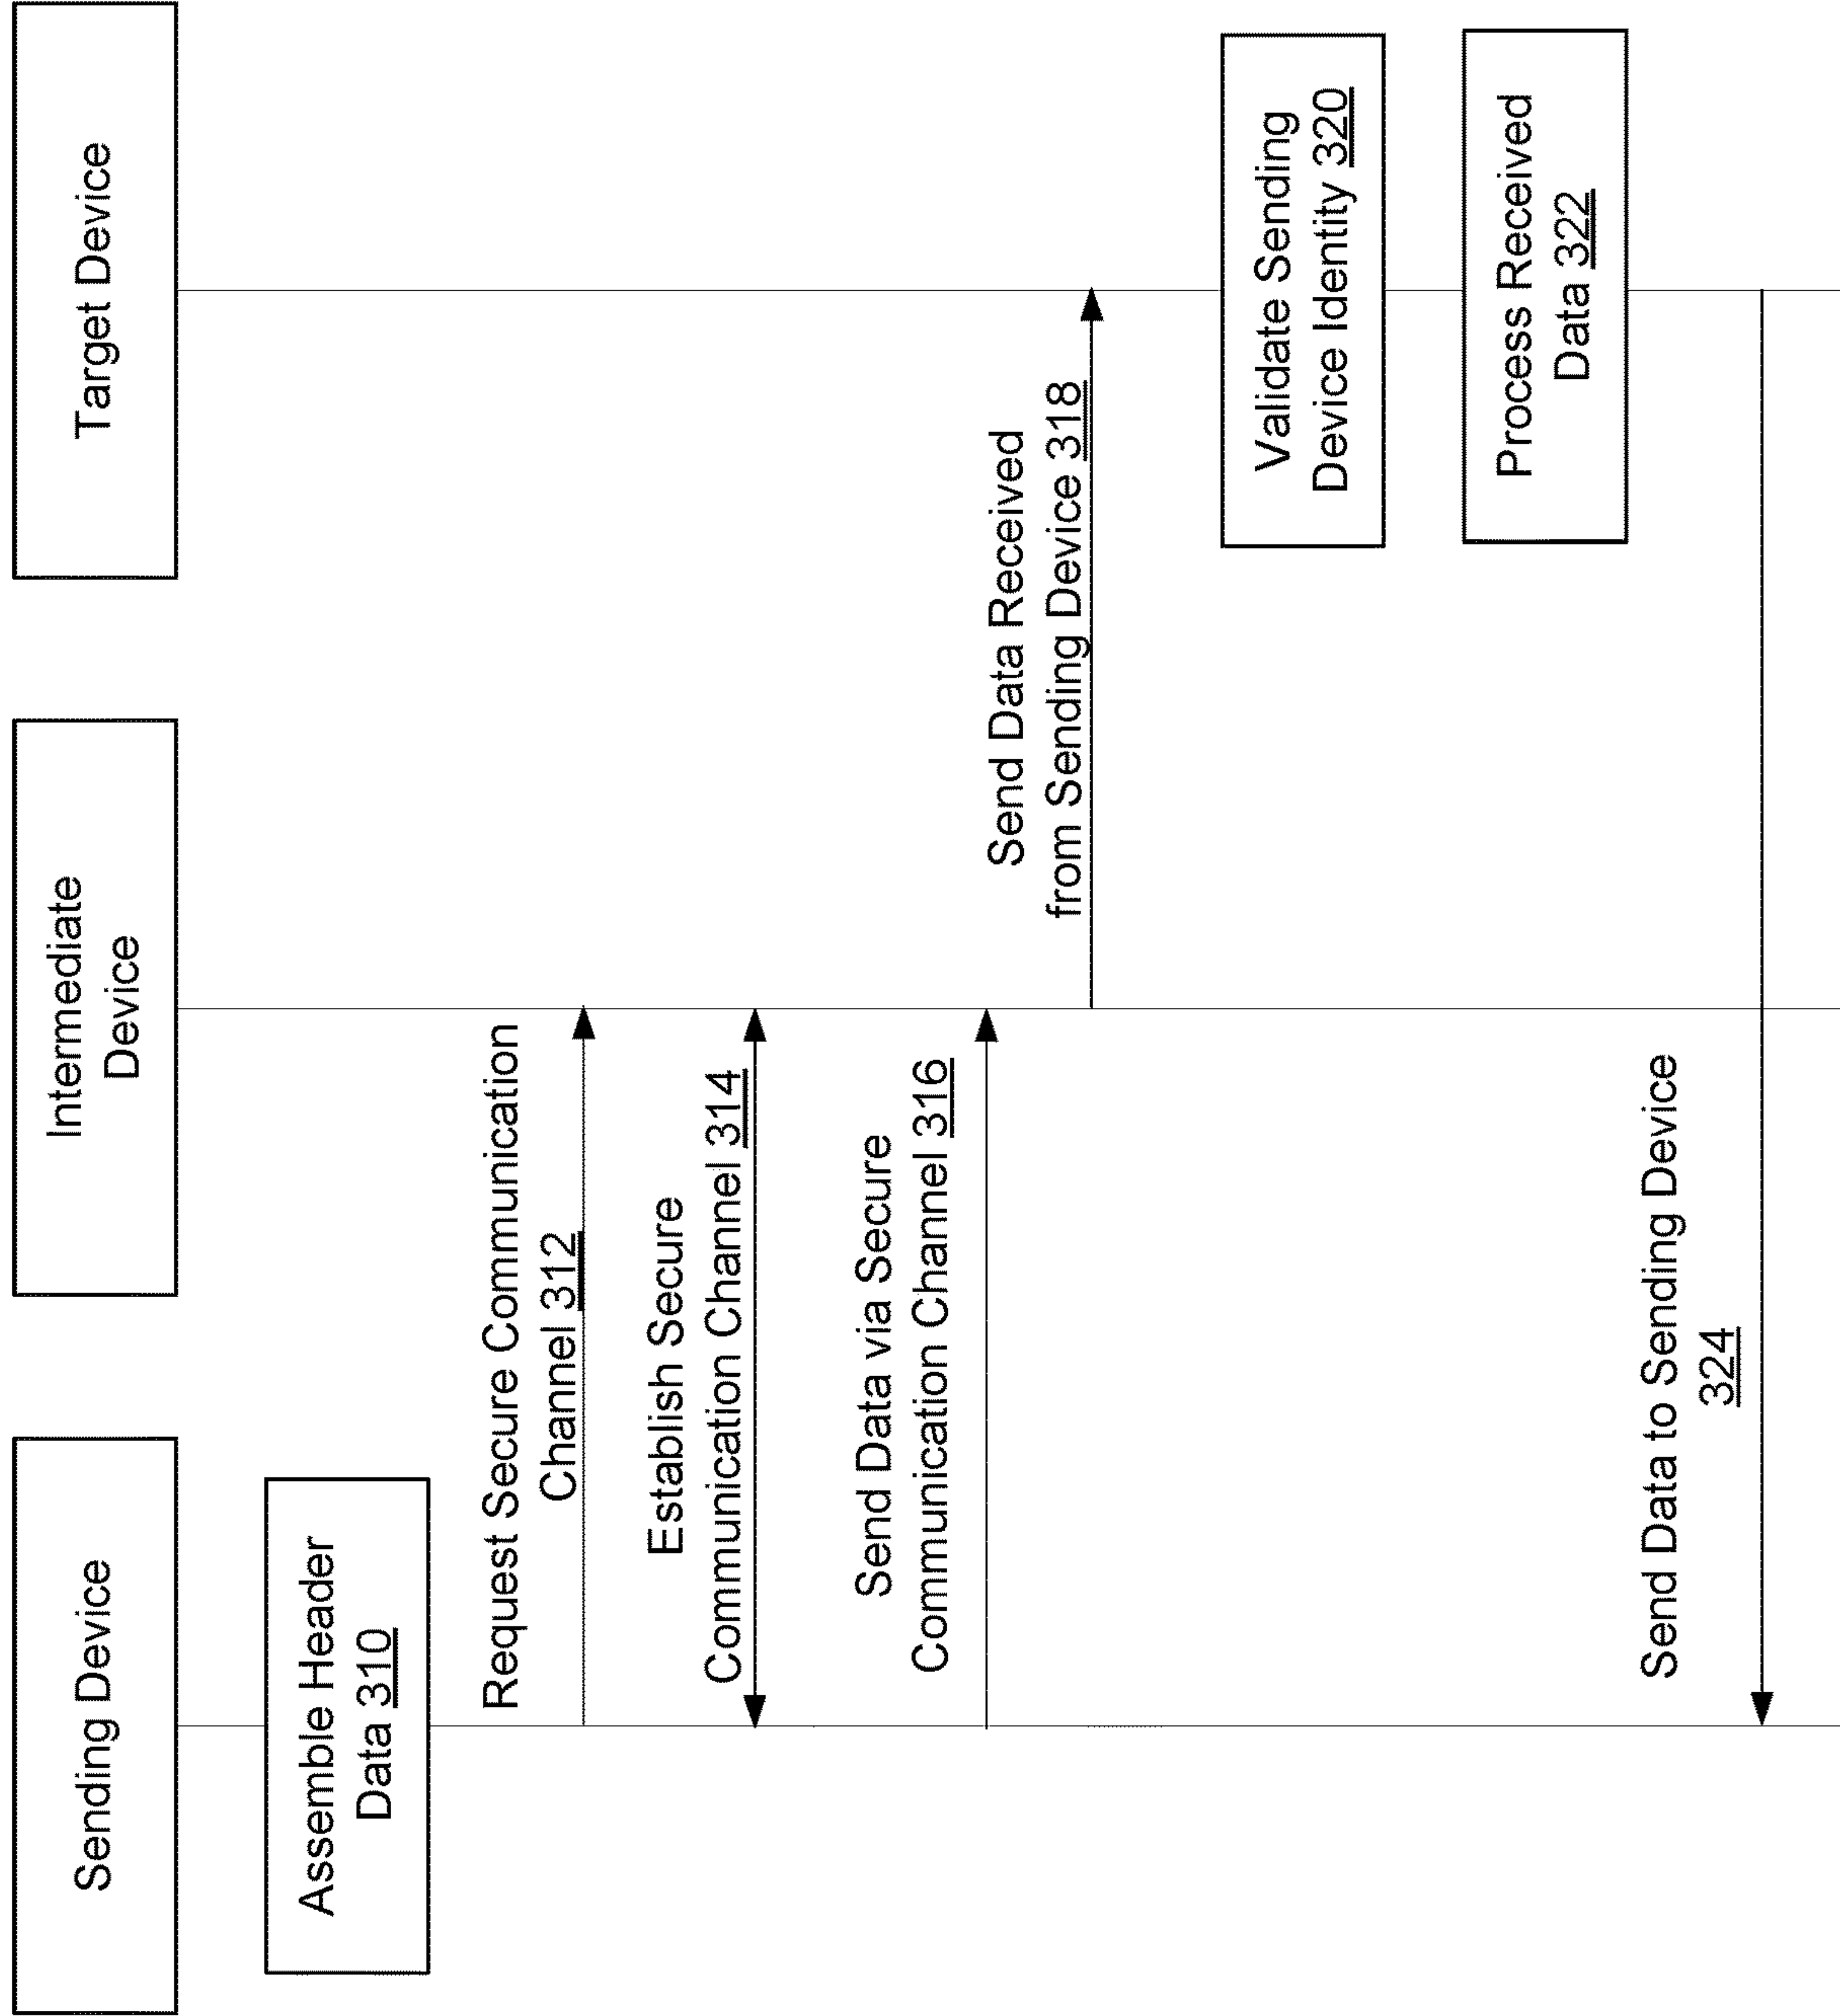 Sending Device
Intermediate
Device
Target Device
Assemble Header
Data 310
Request Secure Communication
Channel 312
Establish Secure
Communication Channel 314
Send Data via Secure
Communication Channel 316
Send Data Received
from Sending Device 318
Validate Sending
Device Identity 320
Process Received
Data 322
Send Data to Sending Device
324